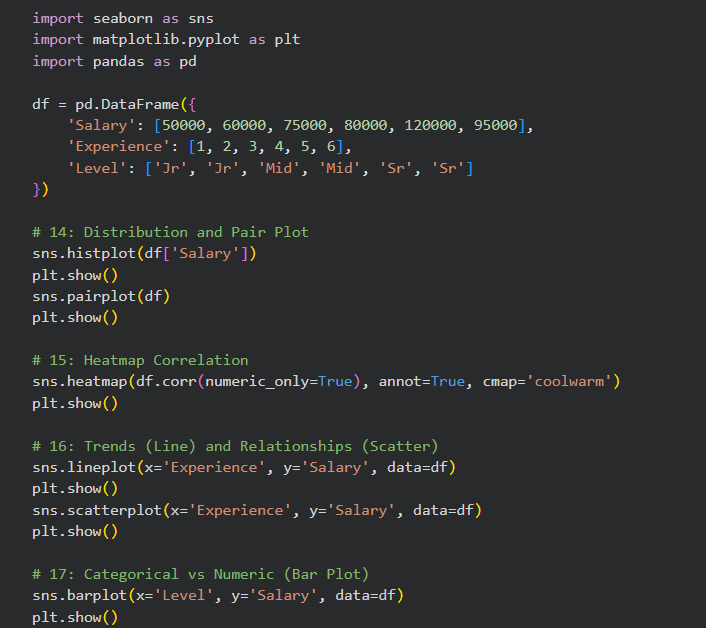 import seaborn as sns
import matplotlib.pyplot as plt
import pandas as pd

df = pd.DataFrame({
    'Salary': [50000, 60000, 75000, 80000, 120000, 95000],
    'Experience': [1, 2, 3, 4, 5, 6],
    'Level': ['Jr', 'Jr', 'Mid', 'Mid', 'Sr', 'Sr']
})

# 14: Distribution and Pair Plot
sns.histplot(df['Salary'])
plt.show()
sns.pairplot(df)
plt.show()

# 15: Heatmap Correlation
sns.heatmap(df.corr(numeric_only=True), annot=True, cmap='coolwarm')
plt.show()

# 16: Trends (Line) and Relationships (Scatter)
sns.lineplot(x='Experience', y='Salary', data=df)
plt.show()
sns.scatterplot(x='Experience', y='Salary', data=df)
plt.show()

# 17: Categorical vs Numeric (Bar Plot)
sns.barplot(x='Level', y='Salary', data=df)
plt.show()